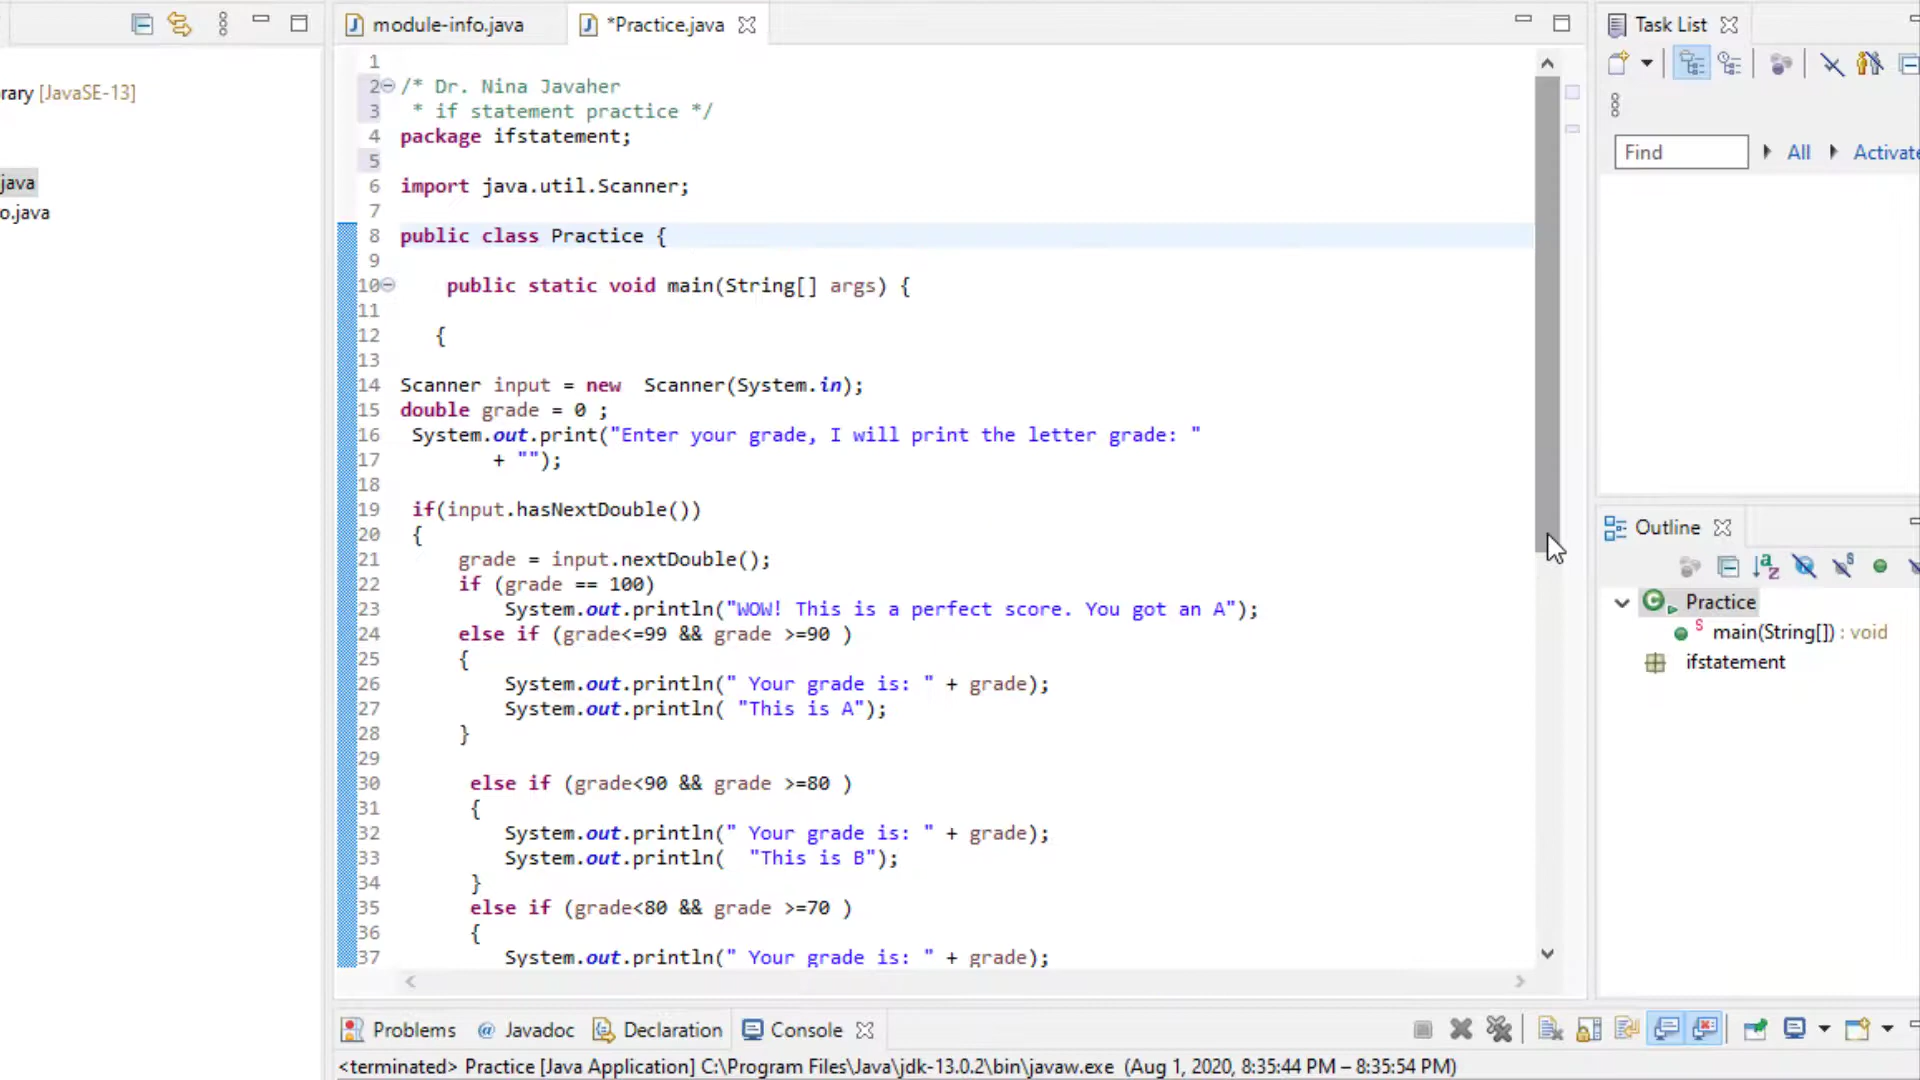 module-info.java
*Practice.java
Task List
rary [JavaSE-13]
java
o.java
1
2 /* Dr. Nina Javaher
3  * if statement practice */
4 package ifstatement;
5
6 import java.util.Scanner;
7
8 public class Practice {
9
10     public static void main(String[] args) {
11
12    {
13
14 Scanner input = new  Scanner(System.in);
15 double grade = 0 ;
16  System.out.print("Enter your grade, I will print the letter grade: "
17         + "");
18
19  if(input.hasNextDouble())
20  {
21      grade = input.nextDouble();
22      if (grade == 100)
23          System.out.println("WOW! This is a perfect score. You got an A");
24      else if (grade<=99 && grade >=90 )
25      {
26          System.out.println(" Your grade is: " + grade);
27          System.out.println( "This is A");
28      }
29
30       else if (grade<90 && grade >=80 )
31       {
32          System.out.println(" Your grade is: " + grade);
33          System.out.println(  "This is B");
34       }
35       else if (grade<80 && grade >=70 )
36       {
37          System.out.println(" Your grade is: " + grade);
Find All Activate
Outline
Practice
main(String[]) : void
ifstatement
Problems @ Javadoc Declaration Console
<terminated> Practice [Java Application] C:\Program Files\Java\jdk-13.0.2\bin\javaw.exe (Aug 1, 2020, 8:35:44 PM – 8:35:54 PM)